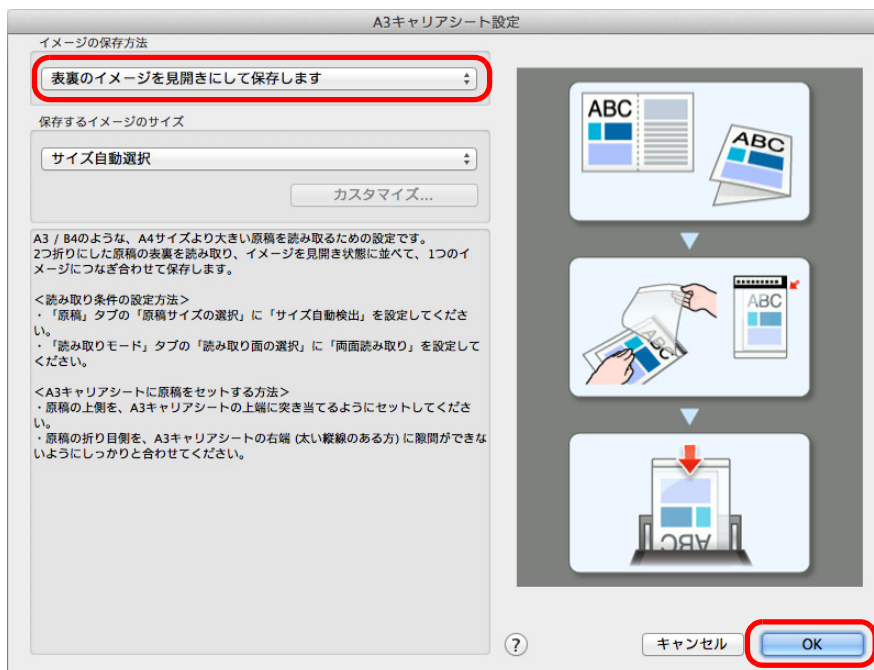 A3キャリアシート設定
イメージの保存方法
表裏のイメージを見開きにして保存します
保存するイメージのサイズ
サイズ自動選択
カスタマイズ...
A3 / B4のような、A4サイズより大きい原稿を読み取るための設定です。
2つ折りにした原稿の表裏を読み取り、イメージを見開き状態に並べて、1つのイ
メージにつなぎ合わせて保存します。
＜読み取り条件の設定方法＞
・「原稿」タブの「原稿サイズの選択」に「サイズ自動検出」を設定してくださ
い。
・「読み取りモード」タブの「読み取り面の選択」に「両面読み取り」を設定して
ください。
＜A3キャリアシートに原稿をセットする方法＞
・原稿の上側を、A3キャリアシートの上端に突き当てるようにセットしてくださ
い。
・原稿の折り目側を、A3キャリアシートの右端 (太い縦線のある方) に隙間ができな
いようにしっかりと合わせてください。
ABC
ABC
ABC
ABC
ABC
?
キャンセル
OK